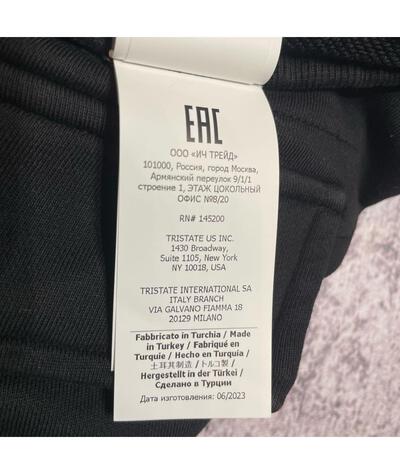 EAC
ООО «ИЧ ТРЕЙД»
101000, Россия, город Москва,
Армянский переулок 9/1/1
строение 1, ЭТАЖ ЦОКОЛЬНЫЙ
ОФИС №8/20
RN# 145200
TRISTATE US INC.
1430 Broadway,
Suite 1105, New York
NY 10018, USA
TRISTATE INTERNATIONAL SA
ITALY BRANCH
VIA GALVANO FIAMMA 18
20129 MILANO
Fabbricato in Turchia / Made
in Turkey / Fabriqué en
Turquie / Hecho en Turquía /
土耳其制造 / トルコ製 /
Hergestellt in der Türkei /
Сделано в Турции
Дата изготовления: 06/2023